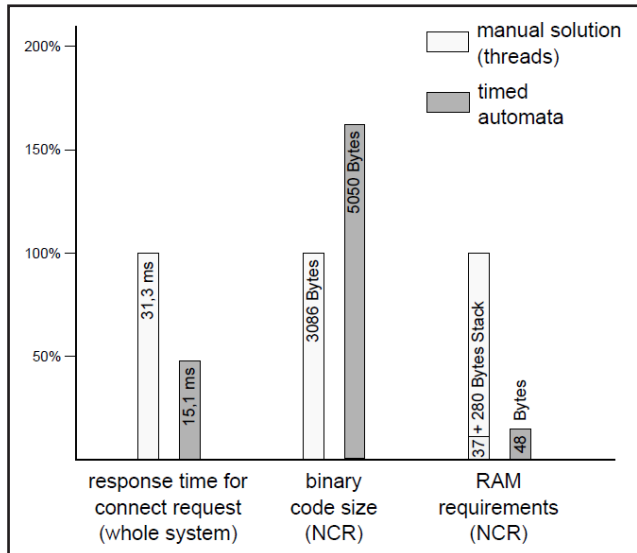 200%
150%
100%
50%
manual solution
(threads)
timed
automata
31,3 ms
15,1 ms
3086 Bytes
5050 Bytes
37 + 280 Bytes Stack
48 Bytes
response time for
connect request
(whole system)
binary
code size
(NCR)
RAM
requirements
(NCR)